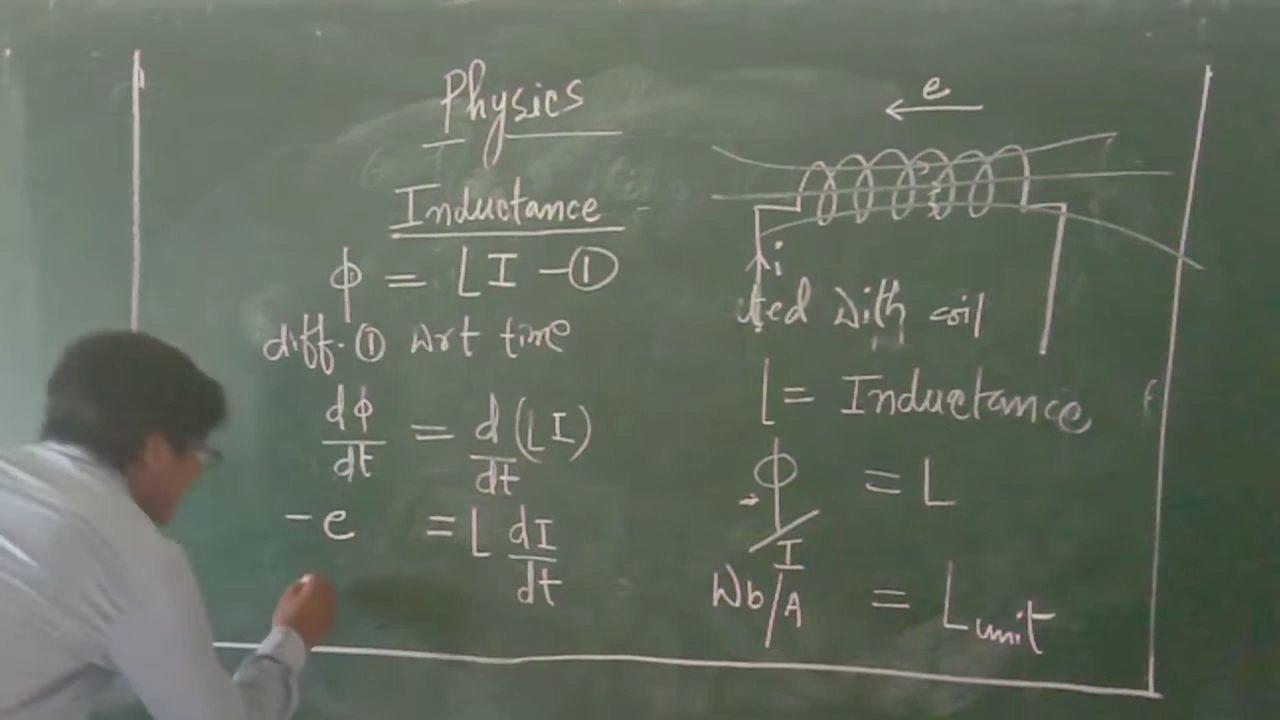 Physics
Inductance
ϕ = LI - ①
diff. ① wrt time
dϕ/dt = d/dt (LI)
-e = L dI/dt
e
i
with coil
L = Inductance
ϕ/I = L
Wb/A = L unit